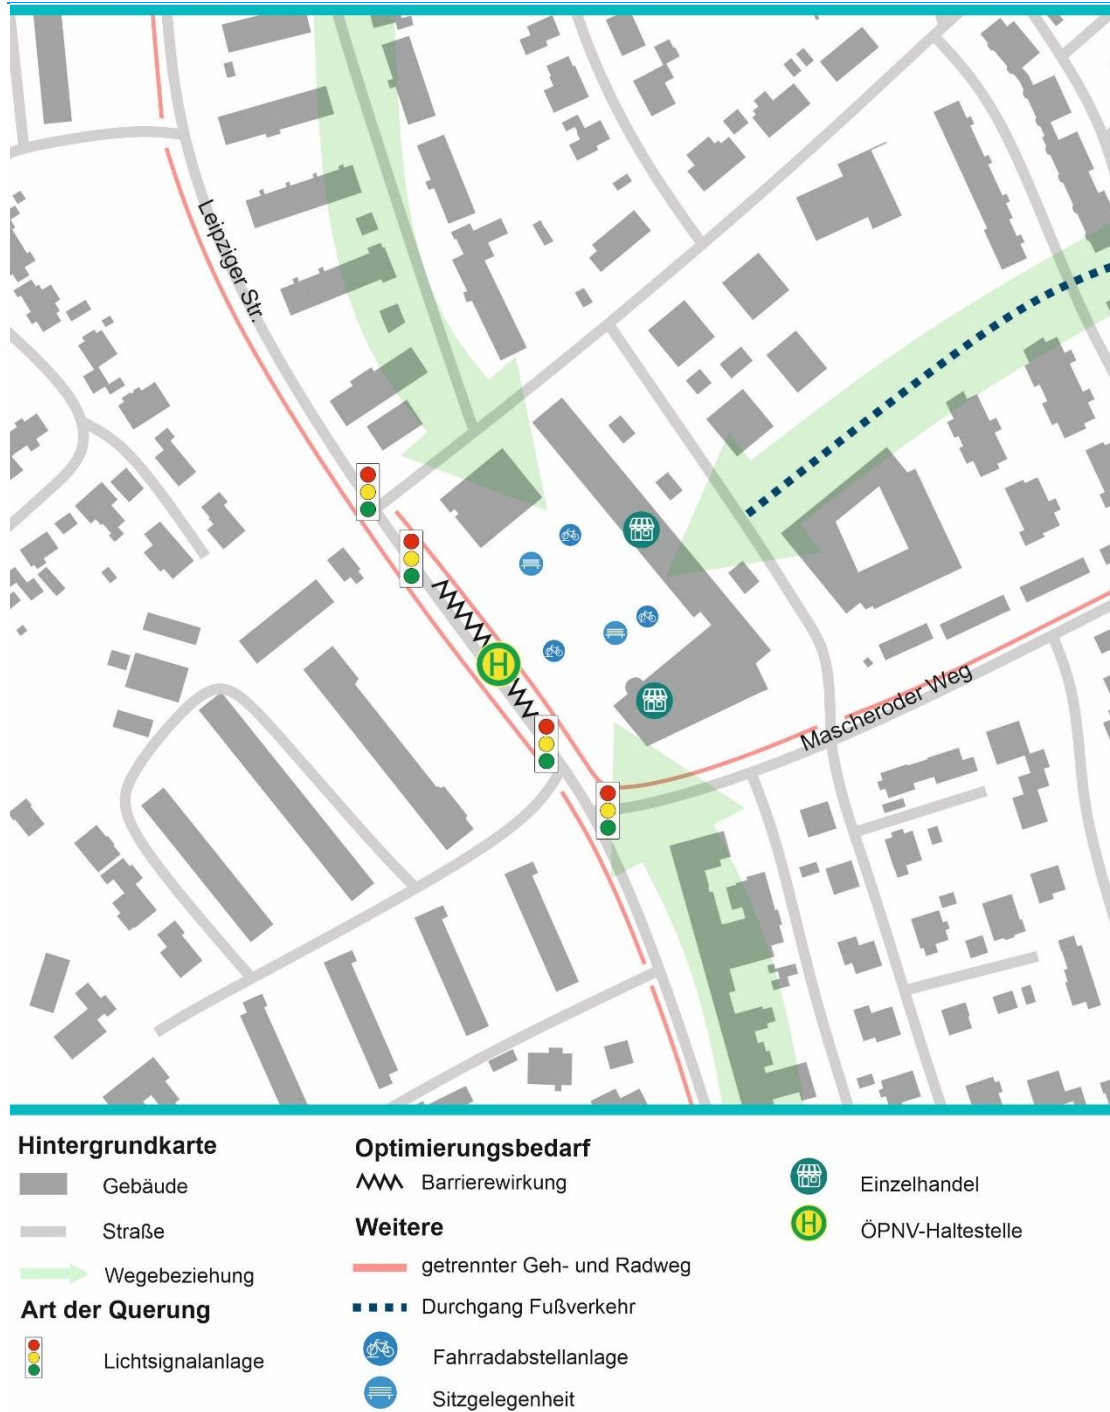 Leipziger Str.
H
Mascheroder Weg
Hintergrundkarte
Gebäude
Straße
Wegebeziehung
Art der Querung
Lichtsignalanlage
Optimierungsbedarf
Barrierewirkung
Weitere
getrennter Geh- und Radweg
Durchgang Fußverkehr
Fahrradabstellanlage
Sitzgelegenheit
Einzelhandel
H ÖPNV-Haltestelle